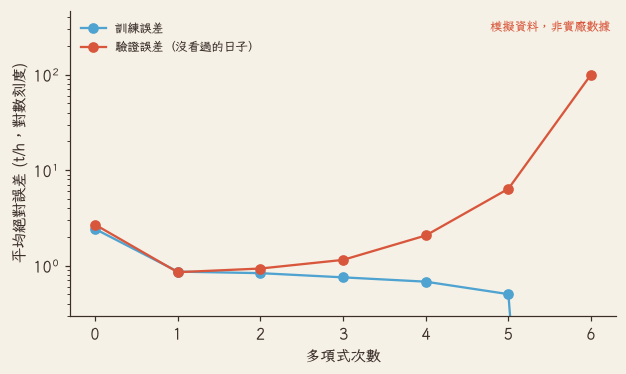 訓練誤差
驗證誤差（沒看過的日子）
模擬資料，非實廠數據
平均絕對誤差 (t/h，對數刻度)
10²
10¹
10⁰
0 1 2 3 4 5 6
多項式次數